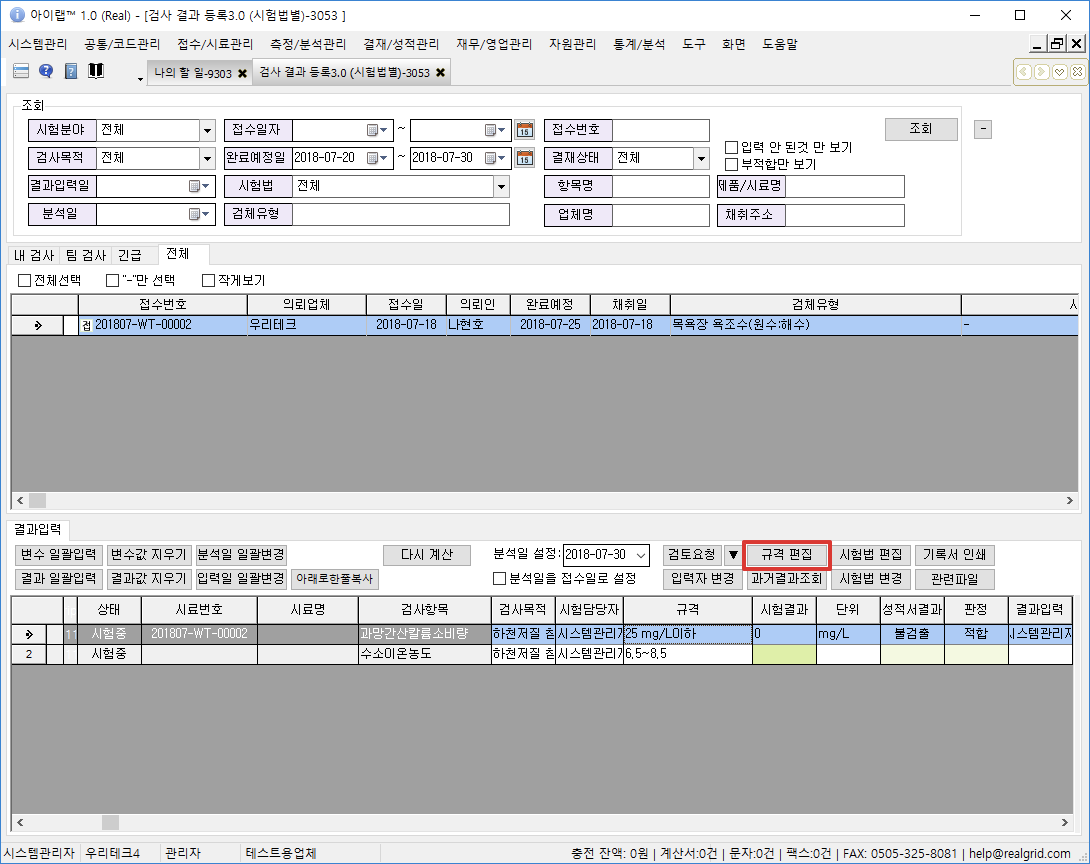 아이랩™ 1.0 (Real) - [검사 결과 등록3.0 (시험법별)-3053 ]
시스템관리 공통/코드관리 접수/시료관리 측정/분석관리 결재/성적관리 재무/영업관리 자원관리 통계/분석 도구 화면 도움말
나의 할 일-9303 검사 결과 등록3.0 (시험법별)-3053
조회
시험분야 전체 접수일자 ~ 15 접수번호 조회 -
입력 안 된것 만 보기
검사목적 전체 완료예정일 2018-07-20 ~ 2018-07-30 15 결재상태 전체
부적합만 보기
결과입력일 시험법 전체 항목명 제품/시료명
분석일 검체유형 업체명 채취주소
내 검사 팀 검사 긴급 전체
전체선택 "-"만 선택 작게보기
접수번호 의뢰업체 접수일 의뢰인 완료예정 채취일 검체유형
접 201807-WT-00002 우리테크 2018-07-18 나현호 2018-07-25 2018-07-18 목욕장 욕조수(원수:해수) -
결과입력
변수 일괄입력 변수값 지우기 분석일 일괄변경 다시 계산 분석일 설정: 2018-07-30 검토요청 ▼ 규격 편집 시험법 편집 기록서 인쇄
결과 일괄입력 결과값 지우기 입력일 일괄변경 아래로한줄복사 분석일을 접수일로 설정 입력자 변경 과거결과조회 시험법 변경 관련파일
상태 시료번호 시료명 검사항목 검사목적 시험담당자 규격 시험결과 단위 성적서결과 판정 결과입력
1 시험중 201807-WT-00002 과망간산칼륨소비량 하천저질 침 시스템관리자 25 mg/L이하 0 mg/L 불검출 적합 시스템관리자
2 시험중 수소이온농도 하천저질 침 시스템관리자 6.5~8.5
시스템관리자 우리테크4 관리자 테스트용업체 충전 잔액: 0원 | 계산서:0건 | 문자:0건 | 팩스:0건 | FAX: 0505-325-8081 | help@realgrid.com